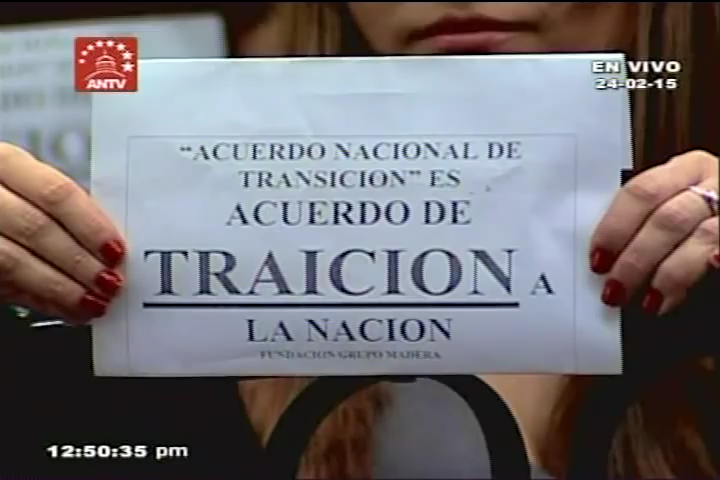 ANTV
EN VIVO
24-02-15
"ACUERDO NACIONAL DE
TRANSICION" ES
ACUERDO DE
TRAICION A
LA NACION
FUNDACION GRUPO MADERA
12:50:35 pm